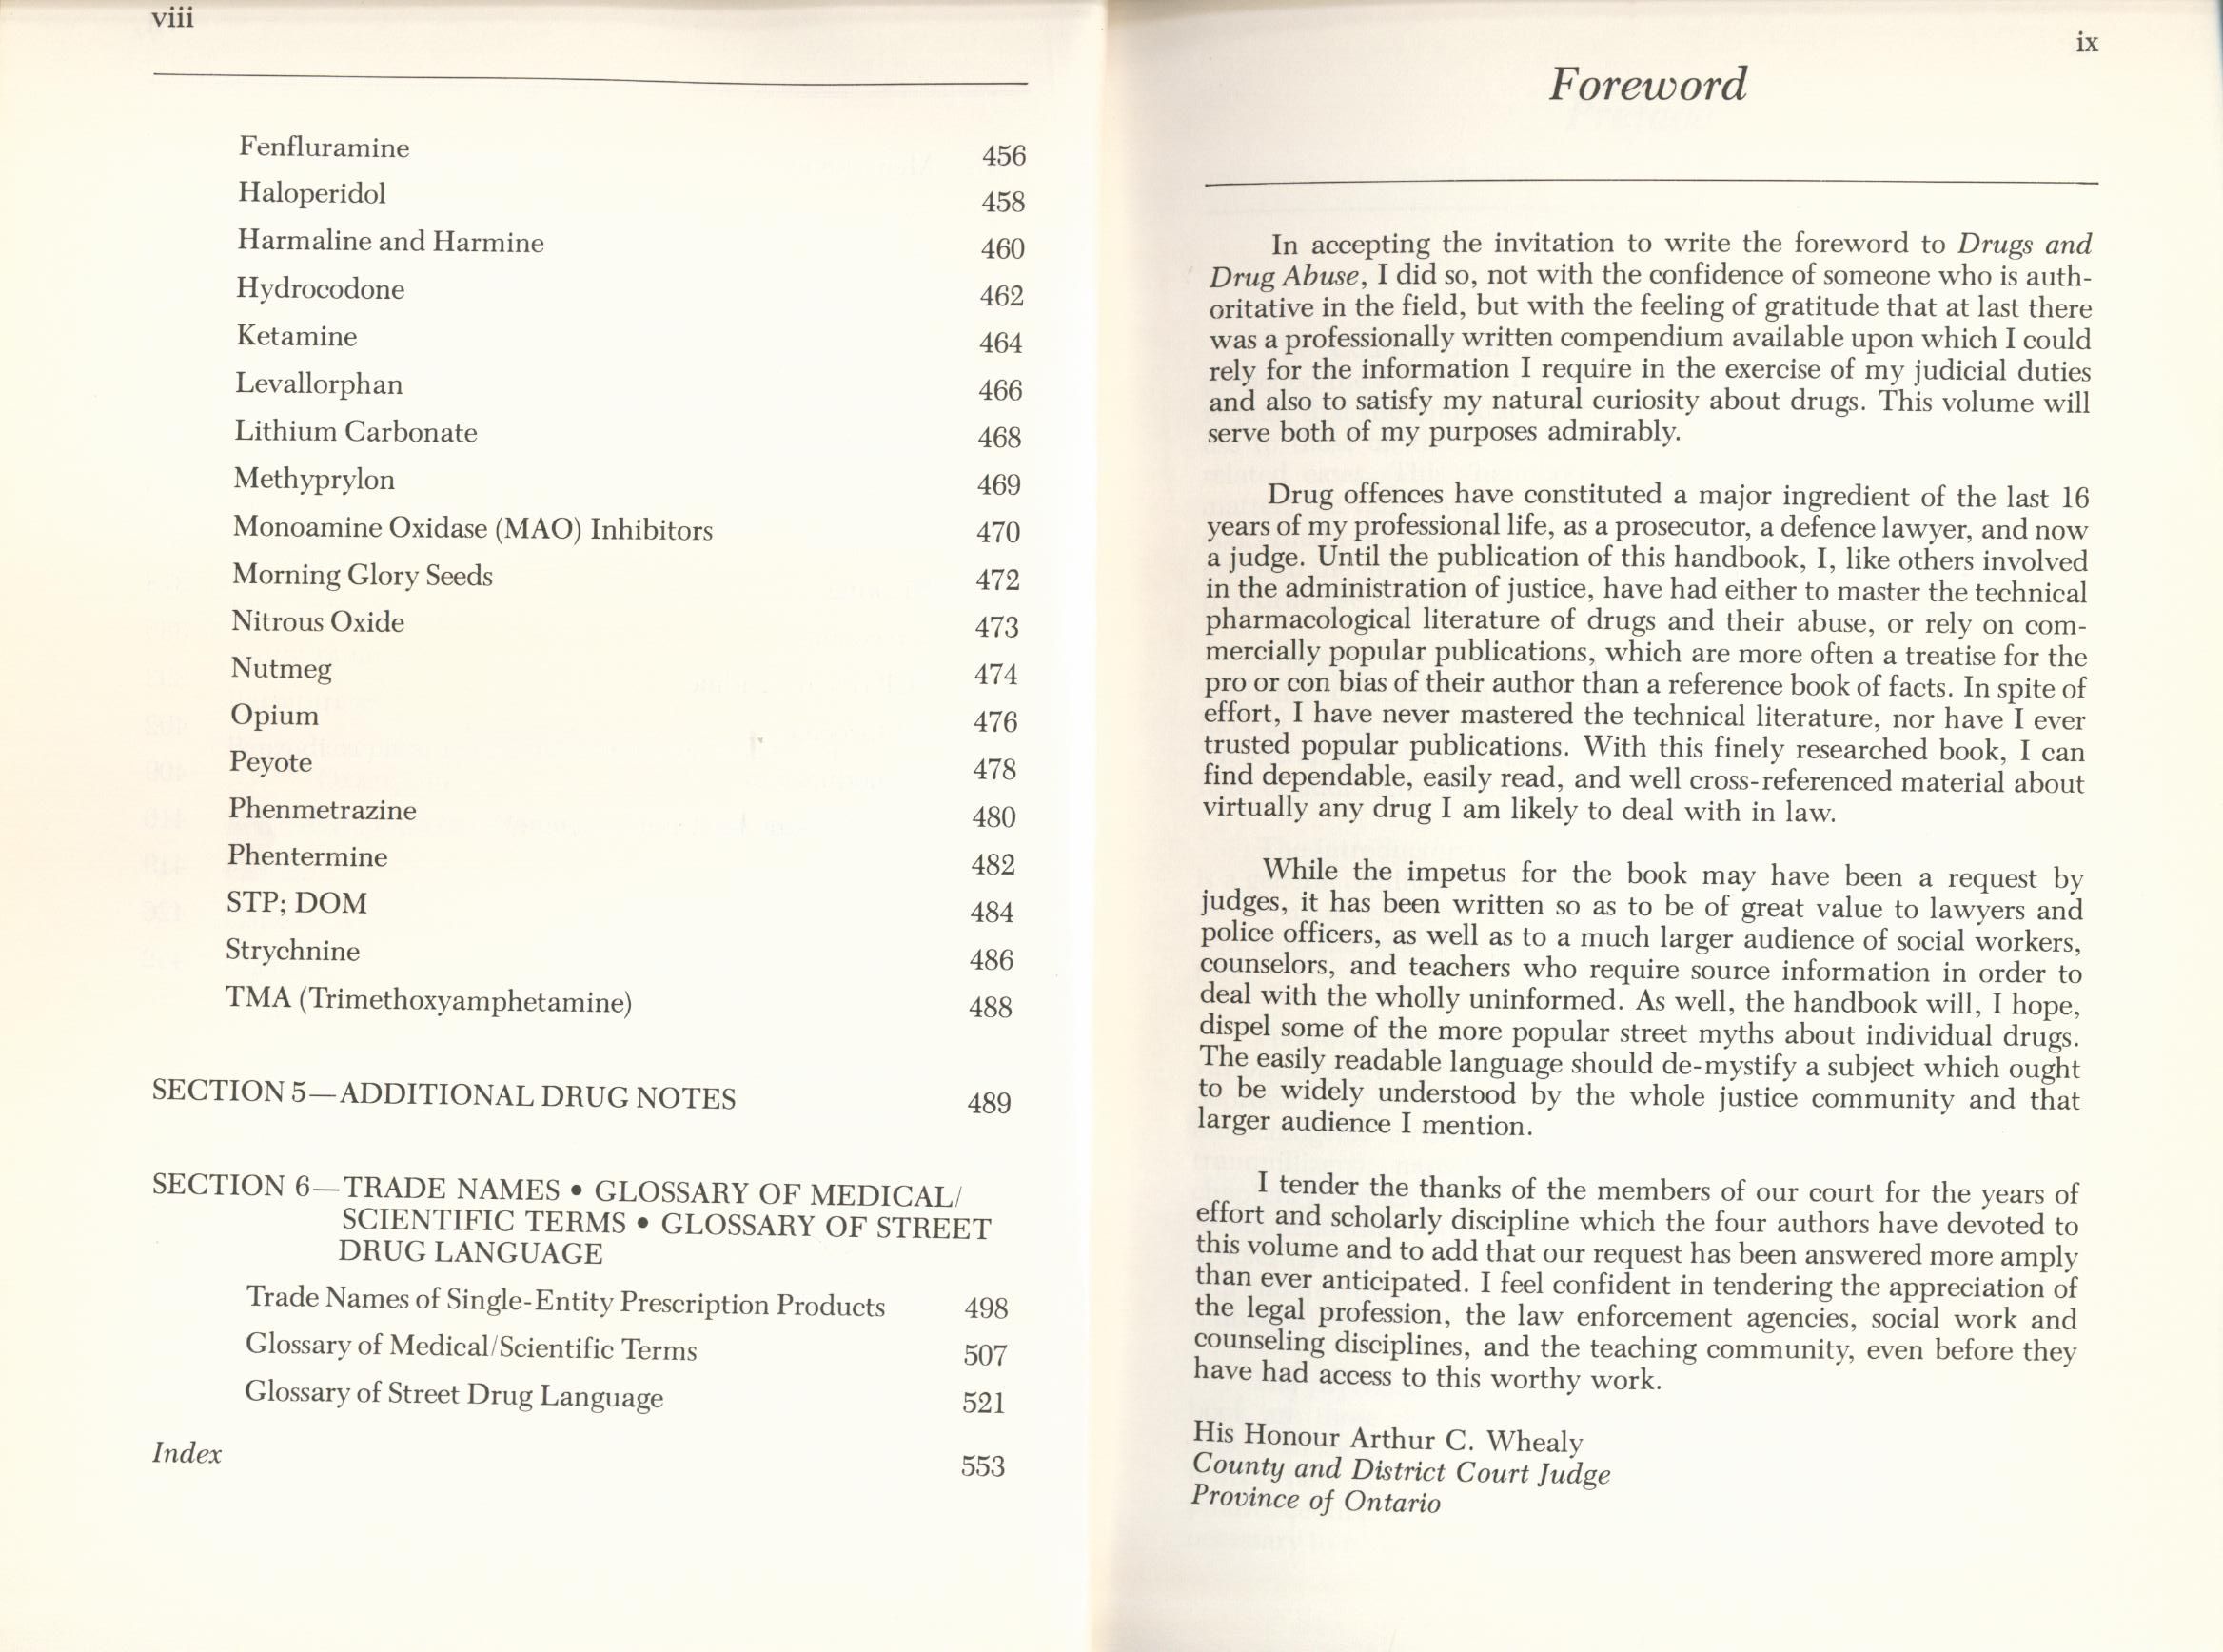 viii
Fenfluramine 456
Haloperidol 458
Harmaline and Harmine 460
Hydrocodone 462
Ketamine 464
Levallorphan 466
Lithium Carbonate 468
Methyprylon 469
Monoamine Oxidase (MAO) Inhibitors 470
Morning Glory Seeds 472
Nitrous Oxide 473
Nutmeg 474
Opium 476
Peyote 478
Phenmetrazine 480
Phentermine 482
STP; DOM 484
Strychnine 486
TMA (Trimethoxyamphetamine) 488
SECTION 5—ADDITIONAL DRUG NOTES 489
SECTION 6—TRADE NAMES • GLOSSARY OF MEDICAL/
SCIENTIFIC TERMS • GLOSSARY OF STREET
DRUG LANGUAGE
Trade Names of Single-Entity Prescription Products 498
Glossary of Medical/Scientific Terms 507
Glossary of Street Drug Language 521
Index 553
ix
Foreword
In accepting the invitation to write the foreword to Drugs and
Drug Abuse, I did so, not with the confidence of someone who is auth-
oritative in the field, but with the feeling of gratitude that at last there
was a professionally written compendium available upon which I could
rely for the information I require in the exercise of my judicial duties
and also to satisfy my natural curiosity about drugs. This volume will
serve both of my purposes admirably.
Drug offences have constituted a major ingredient of the last 16
years of my professional life, as a prosecutor, a defence lawyer, and now
a judge. Until the publication of this handbook, I, like others involved
in the administration of justice, have had either to master the technical
pharmacological literature of drugs and their abuse, or rely on com-
mercially popular publications, which are more often a treatise for the
pro or con bias of their author than a reference book of facts. In spite of
effort, I have never mastered the technical literature, nor have I ever
trusted popular publications. With this finely researched book, I can
find dependable, easily read, and well cross-referenced material about
virtually any drug I am likely to deal with in law.
While the impetus for the book may have been a request by
judges, it has been written so as to be of great value to lawyers and
police officers, as well as to a much larger audience of social workers,
counselors, and teachers who require source information in order to
deal with the wholly uninformed. As well, the handbook will, I hope,
dispel some of the more popular street myths about individual drugs.
The easily readable language should de-mystify a subject which ought
to be widely understood by the whole justice community and that
larger audience I mention.
I tender the thanks of the members of our court for the years of
effort and scholarly discipline which the four authors have devoted to
this volume and to add that our request has been answered more amply
than ever anticipated. I feel confident in tendering the appreciation of
the legal profession, the law enforcement agencies, social work and
counseling disciplines, and the teaching community, even before they
have had access to this worthy work.
His Honour Arthur C. Whealy
County and District Court Judge
Province of Ontario